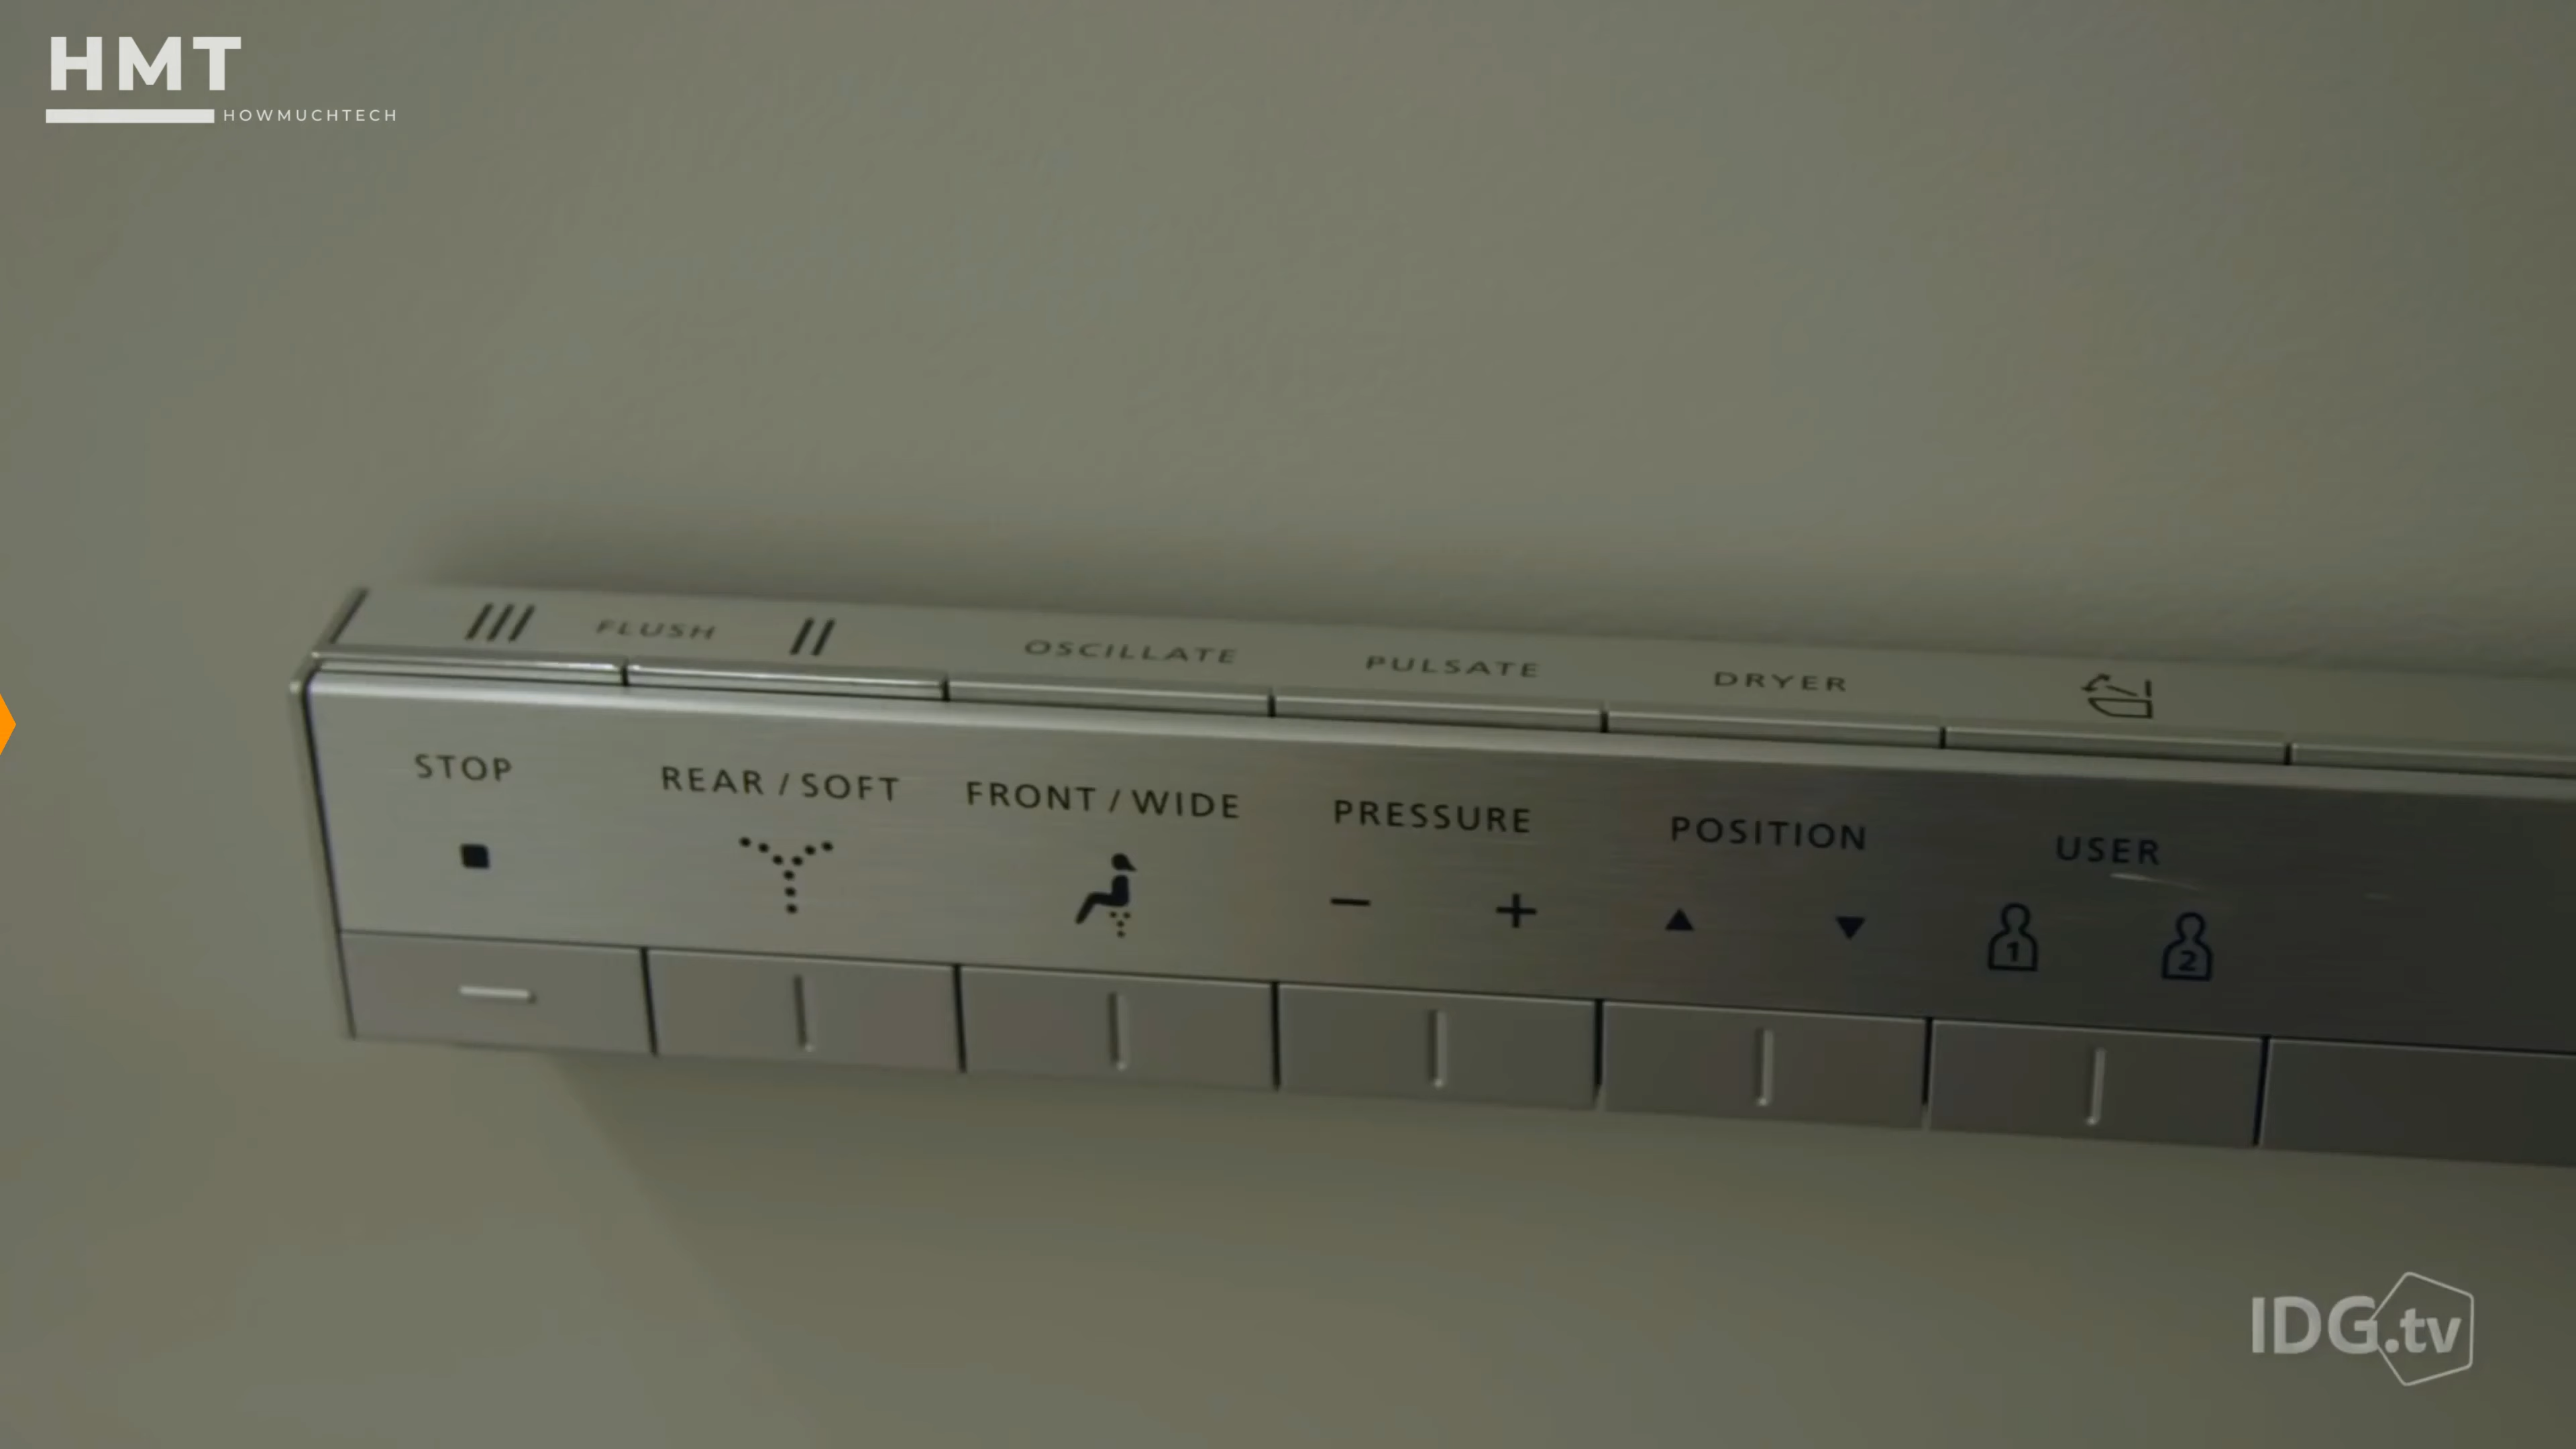 HMT
HOWMUCHTECH
FLUSH
OSCILLATE
PULSATE
DRYER
STOP
REAR / SOFT
FRONT / WIDE
PRESSURE
POSITION
USER
- +
1 2
IDG.tv